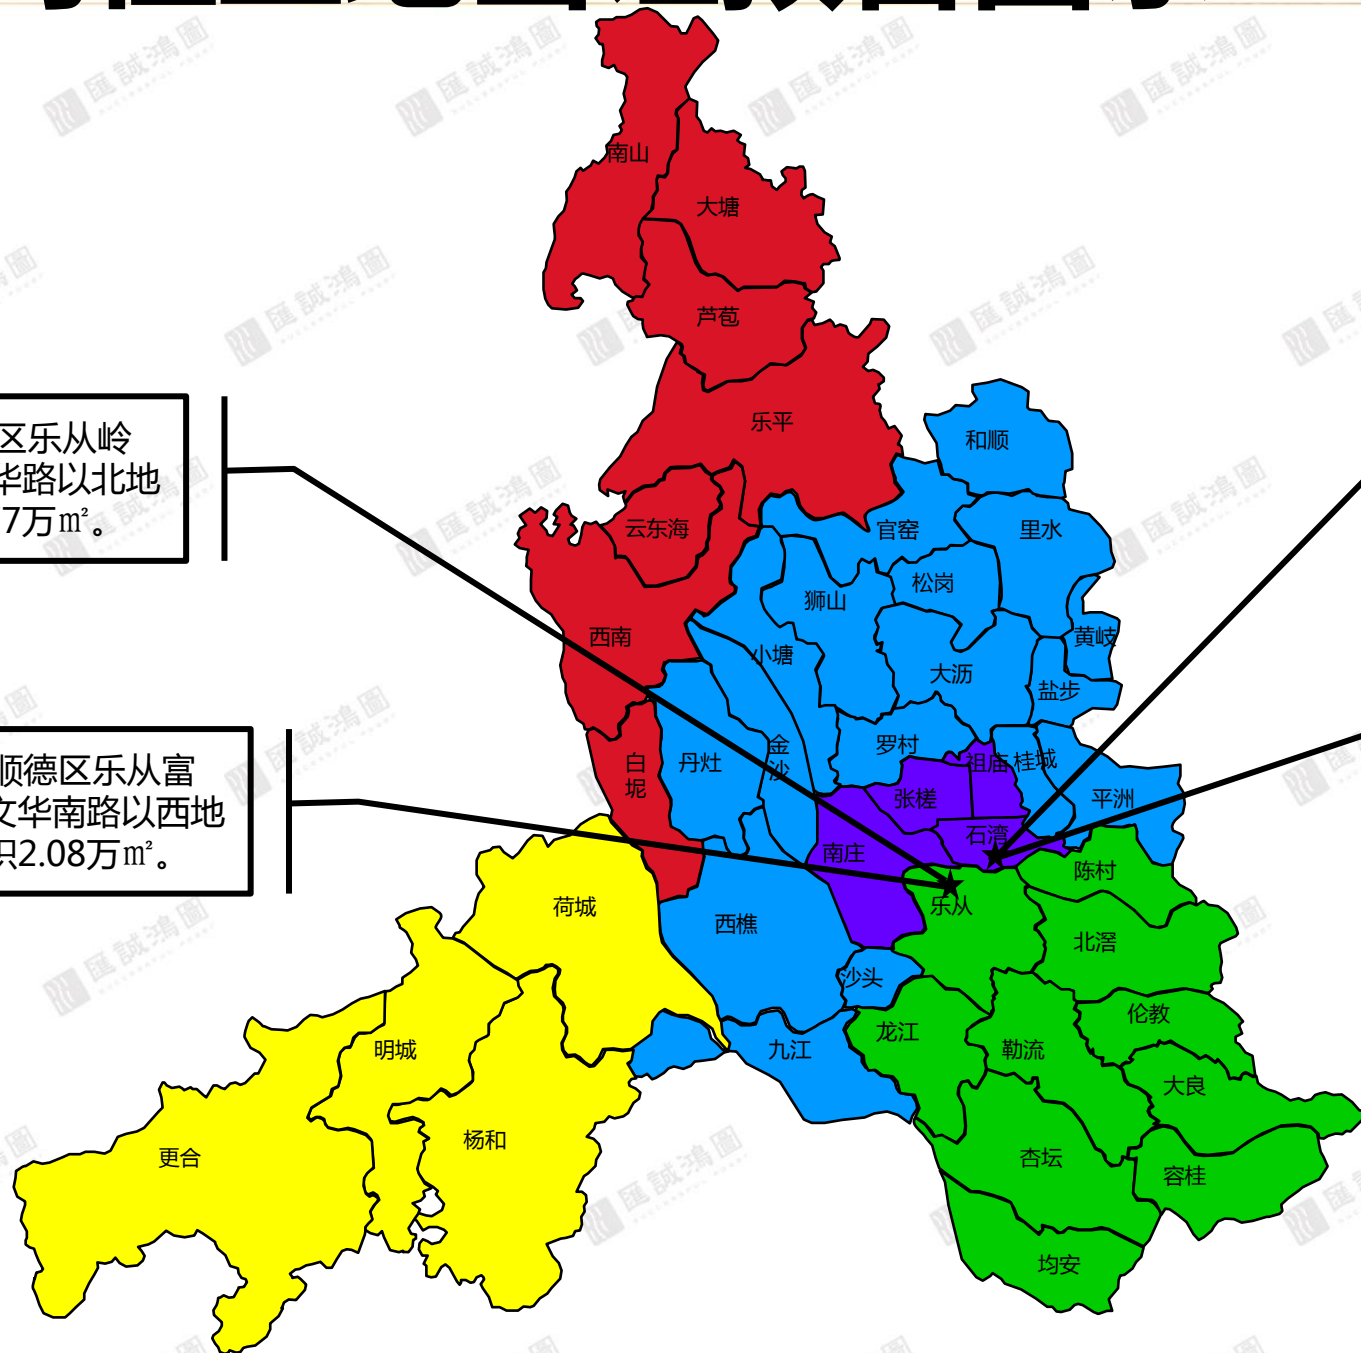 南山
大塘
芦苞
乐平
和顺
区乐从岭
华路以北地
7万㎡。
云东海
官窑
里水
松岗
狮山
西南
黄岐
小塘
大沥
盐步
罗村
金沙
丹灶
白坭
祖庙
桂城
张槎
平洲
石湾
南庄
陈村
顺德区乐从富
文华南路以西地
积2.08万㎡。
乐从
荷城
西樵
北滘
沙头
伦教
龙江
九江
勒流
明城
大良
杨和
更合
杏坛
容桂
均安
匯誠鴻圖